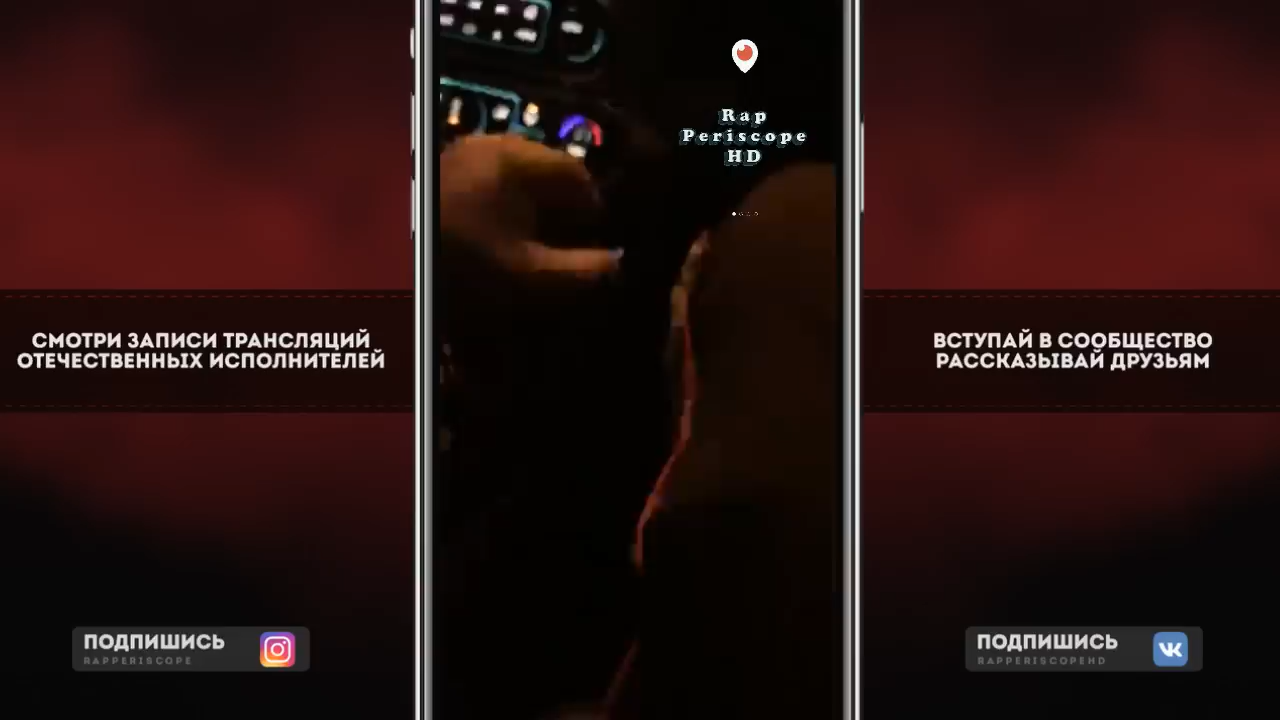 Rap
Periscope
HD
СМОТРИ ЗАПИСИ ТРАНСЛЯЦИЙ
ОТЕЧЕСТВЕННЫХ ИСПОЛНИТЕЛЕЙ
ВСТУПАЙ В СООБЩЕСТВО
РАССКАЗЫВАЙ ДРУЗЬЯМ
ПОДПИШИСЬ
RAPPERISCOPE
ПОДПИШИСЬ
RAPPERISCOPEHD